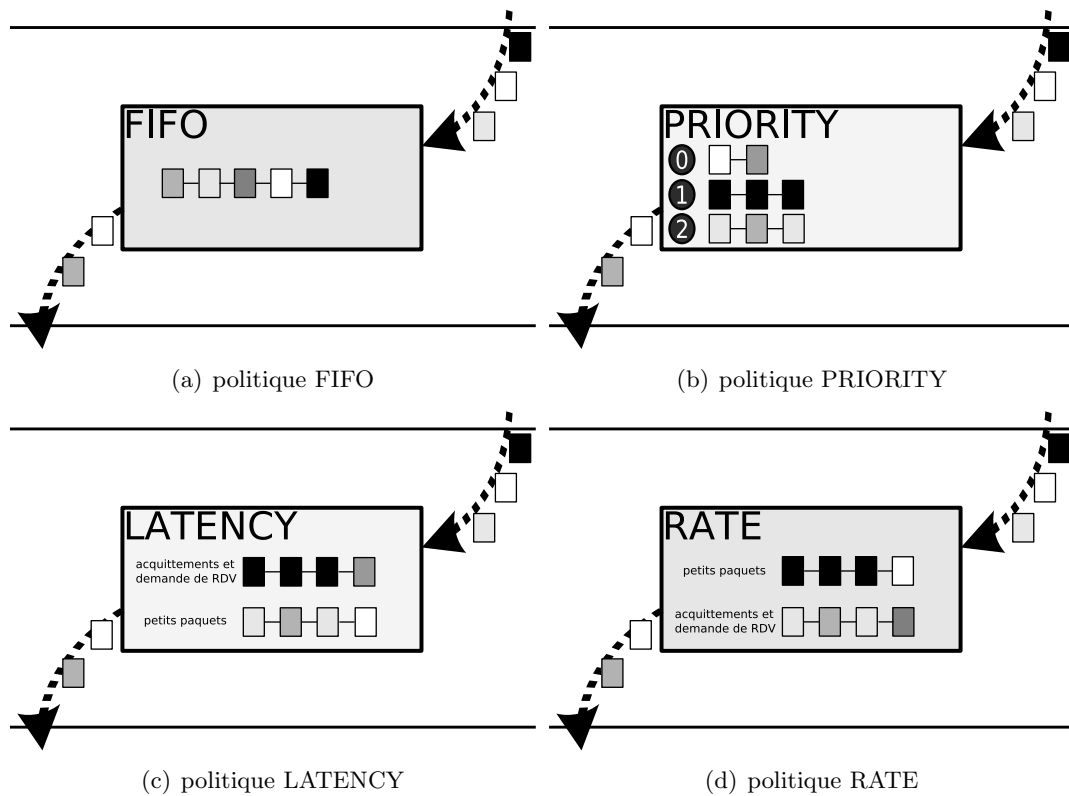 FIFO
(a) politique FIFO
PRIORITY
0
1
2
(b) politique PRIORITY
LATENCY
acquittements et
demande de RDV
petits paquets
(c) politique LATENCY
RATE
petits paquets
acquittements et
demande de RDV
(d) politique RATE